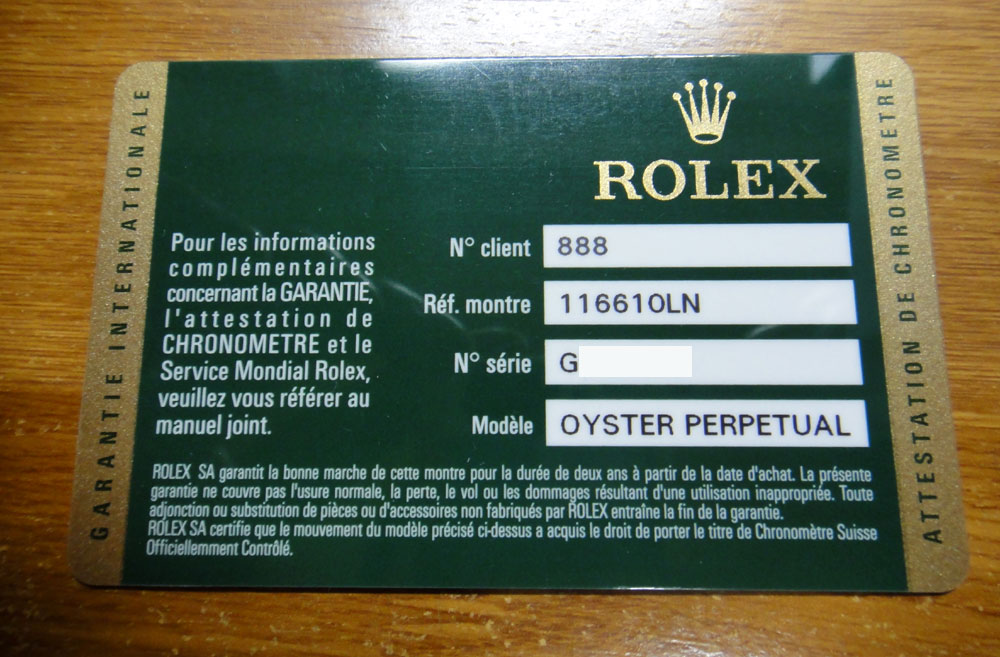 GARANTIE INTERNATIONALE
ROLEX
Pour les informations
complémentaires
concernant la GARANTIE,
l'attestation de
CHRONOMETRE et le
Service Mondial Rolex,
veuillez vous référer au
manuel joint.
N° client 888
Réf. montre 116610LN
N° série G
Modèle OYSTER PERPETUAL
ROLEX SA garantit la bonne marche de cette montre pour la durée de deux ans à partir de la date d'achat. La présente
garantie ne couvre pas l'usure normale, la perte, le vol ou les dommages résultant d'une utilisation inappropriée. Toute
adjonction ou substitution de pièces ou d'accessoires non fabriqués par ROLEX entraîne la fin de la garantie.
ROLEX SA certifie que le mouvement du modèle précisé ci-dessus a acquis le droit de porter le titre de Chronomètre Suisse
Officiellemment Contrôlé.
ATTESTATION DE CHRONOMETRE